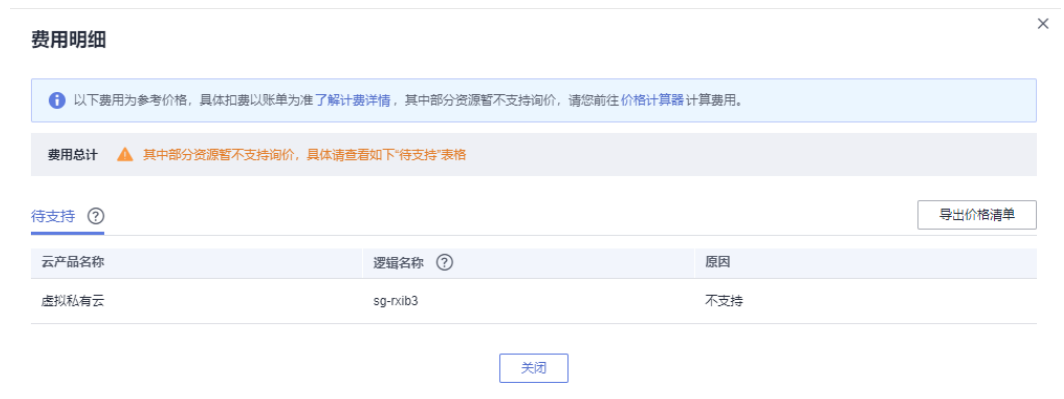 费用明细
以下费用为参考价格，具体扣费以账单为准了解计费详情，其中部分资源暂不支持询价，请您前往价格计算器计算费用。
费用总计 其中部分资源暂不支持询价，具体请查看如下“待支持”表格
待支持 导出价格清单
云产品名称 逻辑名称 原因
虚拟私有云 sg-rxib3 不支持
关闭